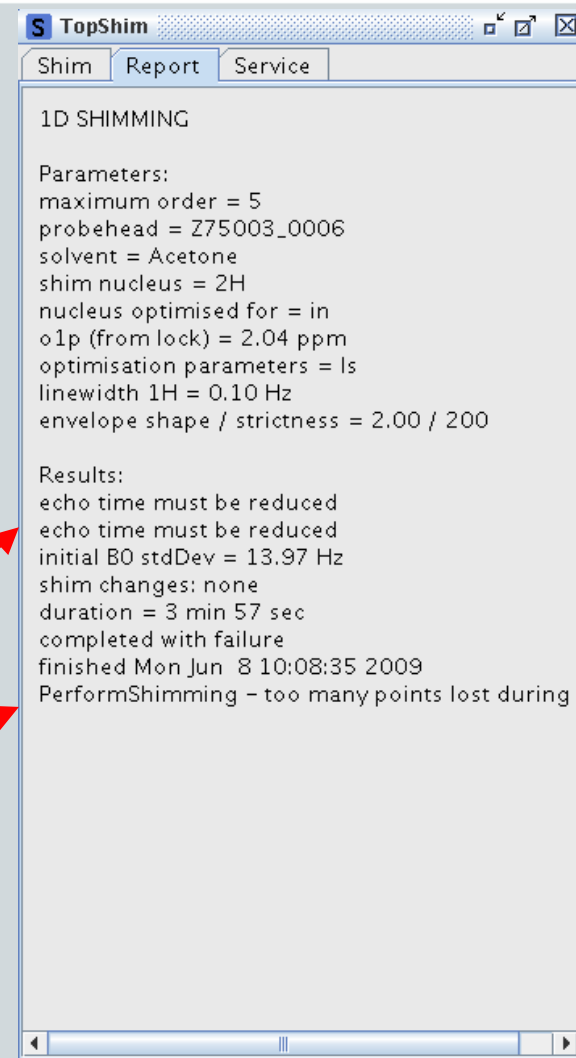 S TopShim
Shim Report Service
1D SHIMMING
Parameters:
maximum order = 5
probehead = Z75003_0006
solvent = Acetone
shim nucleus = 2H
nucleus optimised for = in
o1p (from lock) = 2.04 ppm
optimisation parameters = ls
linewidth 1H = 0.10 Hz
envelope shape / strictness = 2.00 / 200
Results:
echo time must be reduced
echo time must be reduced
initial B0 stdDev = 13.97 Hz
shim changes: none
duration = 3 min 57 sec
completed with failure
finished Mon Jun  8 10:08:35 2009
PerformShimming – too many points lost during